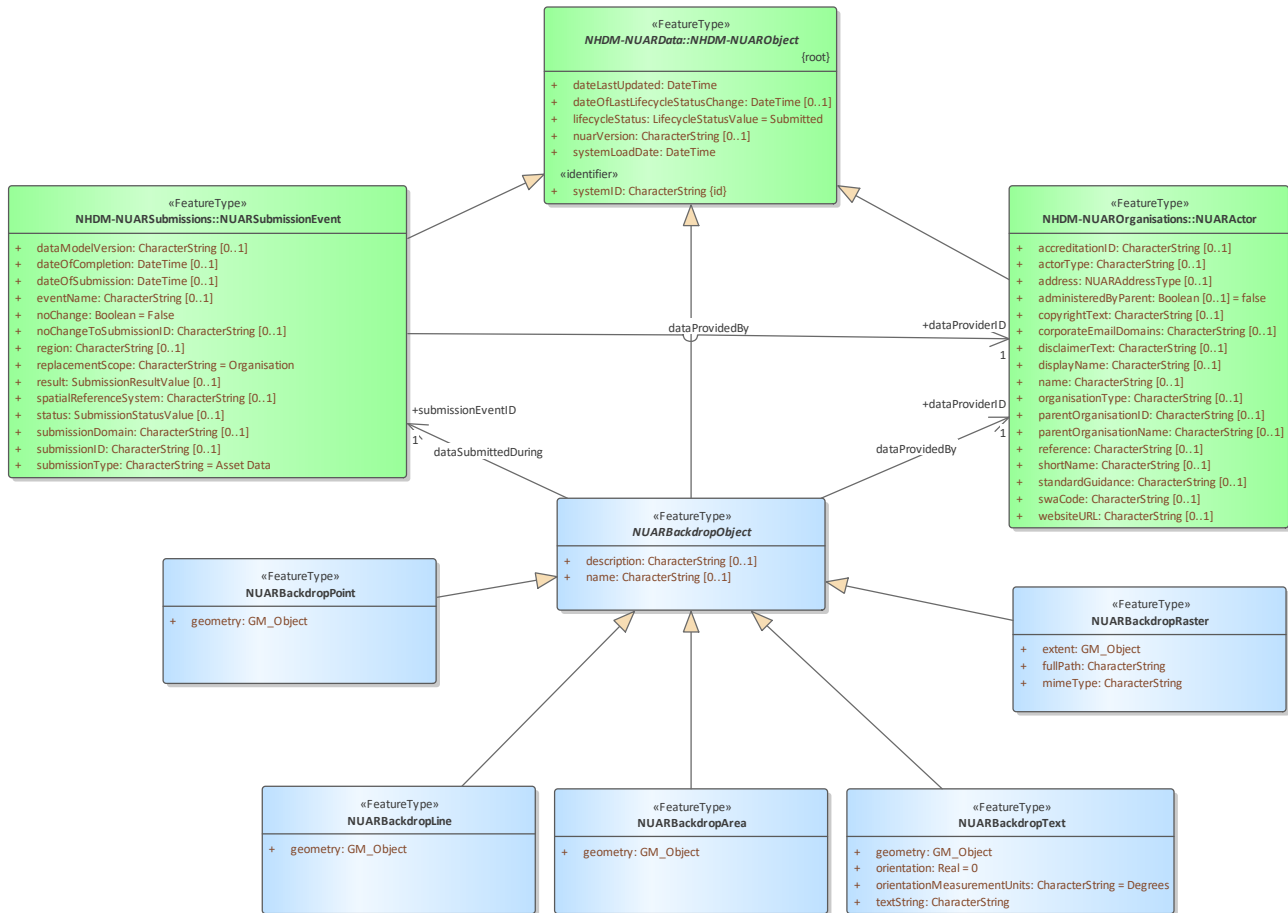 «FeatureType»
NHDM-NUARData::NHDM-NUARObject
{root}
+ dateLastUpdated: DateTime
+ dateOfLastLifecycleStatusChange: DateTime [0..1]
+ lifecycleStatus: LifecycleStatusValue = Submitted
+ nuarVersion: CharacterString [0..1]
+ systemLoadDate: DateTime
«identifier»
+ systemID: CharacterString {id}
«FeatureType»
NHDM-NUARSubmissions::NUARSubmissionEvent
+ dataModelVersion: CharacterString [0..1]
+ dateOfCompletion: DateTime [0..1]
+ dateOfSubmission: DateTime [0..1]
+ eventName: CharacterString [0..1]
+ noChange: Boolean = False
+ noChangeToSubmissionID: CharacterString [0..1]
+ region: CharacterString [0..1]
+ replacementScope: CharacterString = Organisation
+ result: SubmissionResultValue [0..1]
+ spatialReferenceSystem: CharacterString [0..1]
+ status: SubmissionStatusValue [0..1]
+ submissionDomain: CharacterString [0..1]
+ submissionID: CharacterString [0..1]
+ submissionType: CharacterString = Asset Data
«FeatureType»
NHDM-NUAROrganisations::NUARActor
+ accreditationID: CharacterString [0..1]
+ actorType: CharacterString [0..1]
+ address: NUARAddressType [0..1]
+ administeredByParent: Boolean [0..1] = false
+ copyrightText: CharacterString [0..1]
+ corporateEmailDomains: CharacterString [0..1]
+ disclaimerText: CharacterString [0..1]
+ displayName: CharacterString [0..1]
+ name: CharacterString [0..1]
+ organisationType: CharacterString [0..1]
+ parentOrganisationID: CharacterString [0..1]
+ parentOrganisationName: CharacterString [0..1]
+ reference: CharacterString [0..1]
+ shortName: CharacterString [0..1]
+ standardGuidance: CharacterString [0..1]
+ swaCode: CharacterString [0..1]
+ websiteURL: CharacterString [0..1]
dataProvidedBy
+dataProviderID
1
+submissionEventID
1
dataSubmittedDuring
+dataProviderID
1
dataProvidedBy
«FeatureType»
NUARBackdropObject
+ description: CharacterString [0..1]
+ name: CharacterString [0..1]
«FeatureType»
NUARBackdropPoint
+ geometry: GM_Object
«FeatureType»
NUARBackdropRaster
+ extent: GM_Object
+ fullPath: CharacterString
+ mimeType: CharacterString
«FeatureType»
NUARBackdropLine
+ geometry: GM_Object
«FeatureType»
NUARBackdropArea
+ geometry: GM_Object
«FeatureType»
NUARBackdropText
+ geometry: GM_Object
+ orientation: Real = 0
+ orientationMeasurementUnits: CharacterString = Degrees
+ textString: CharacterString